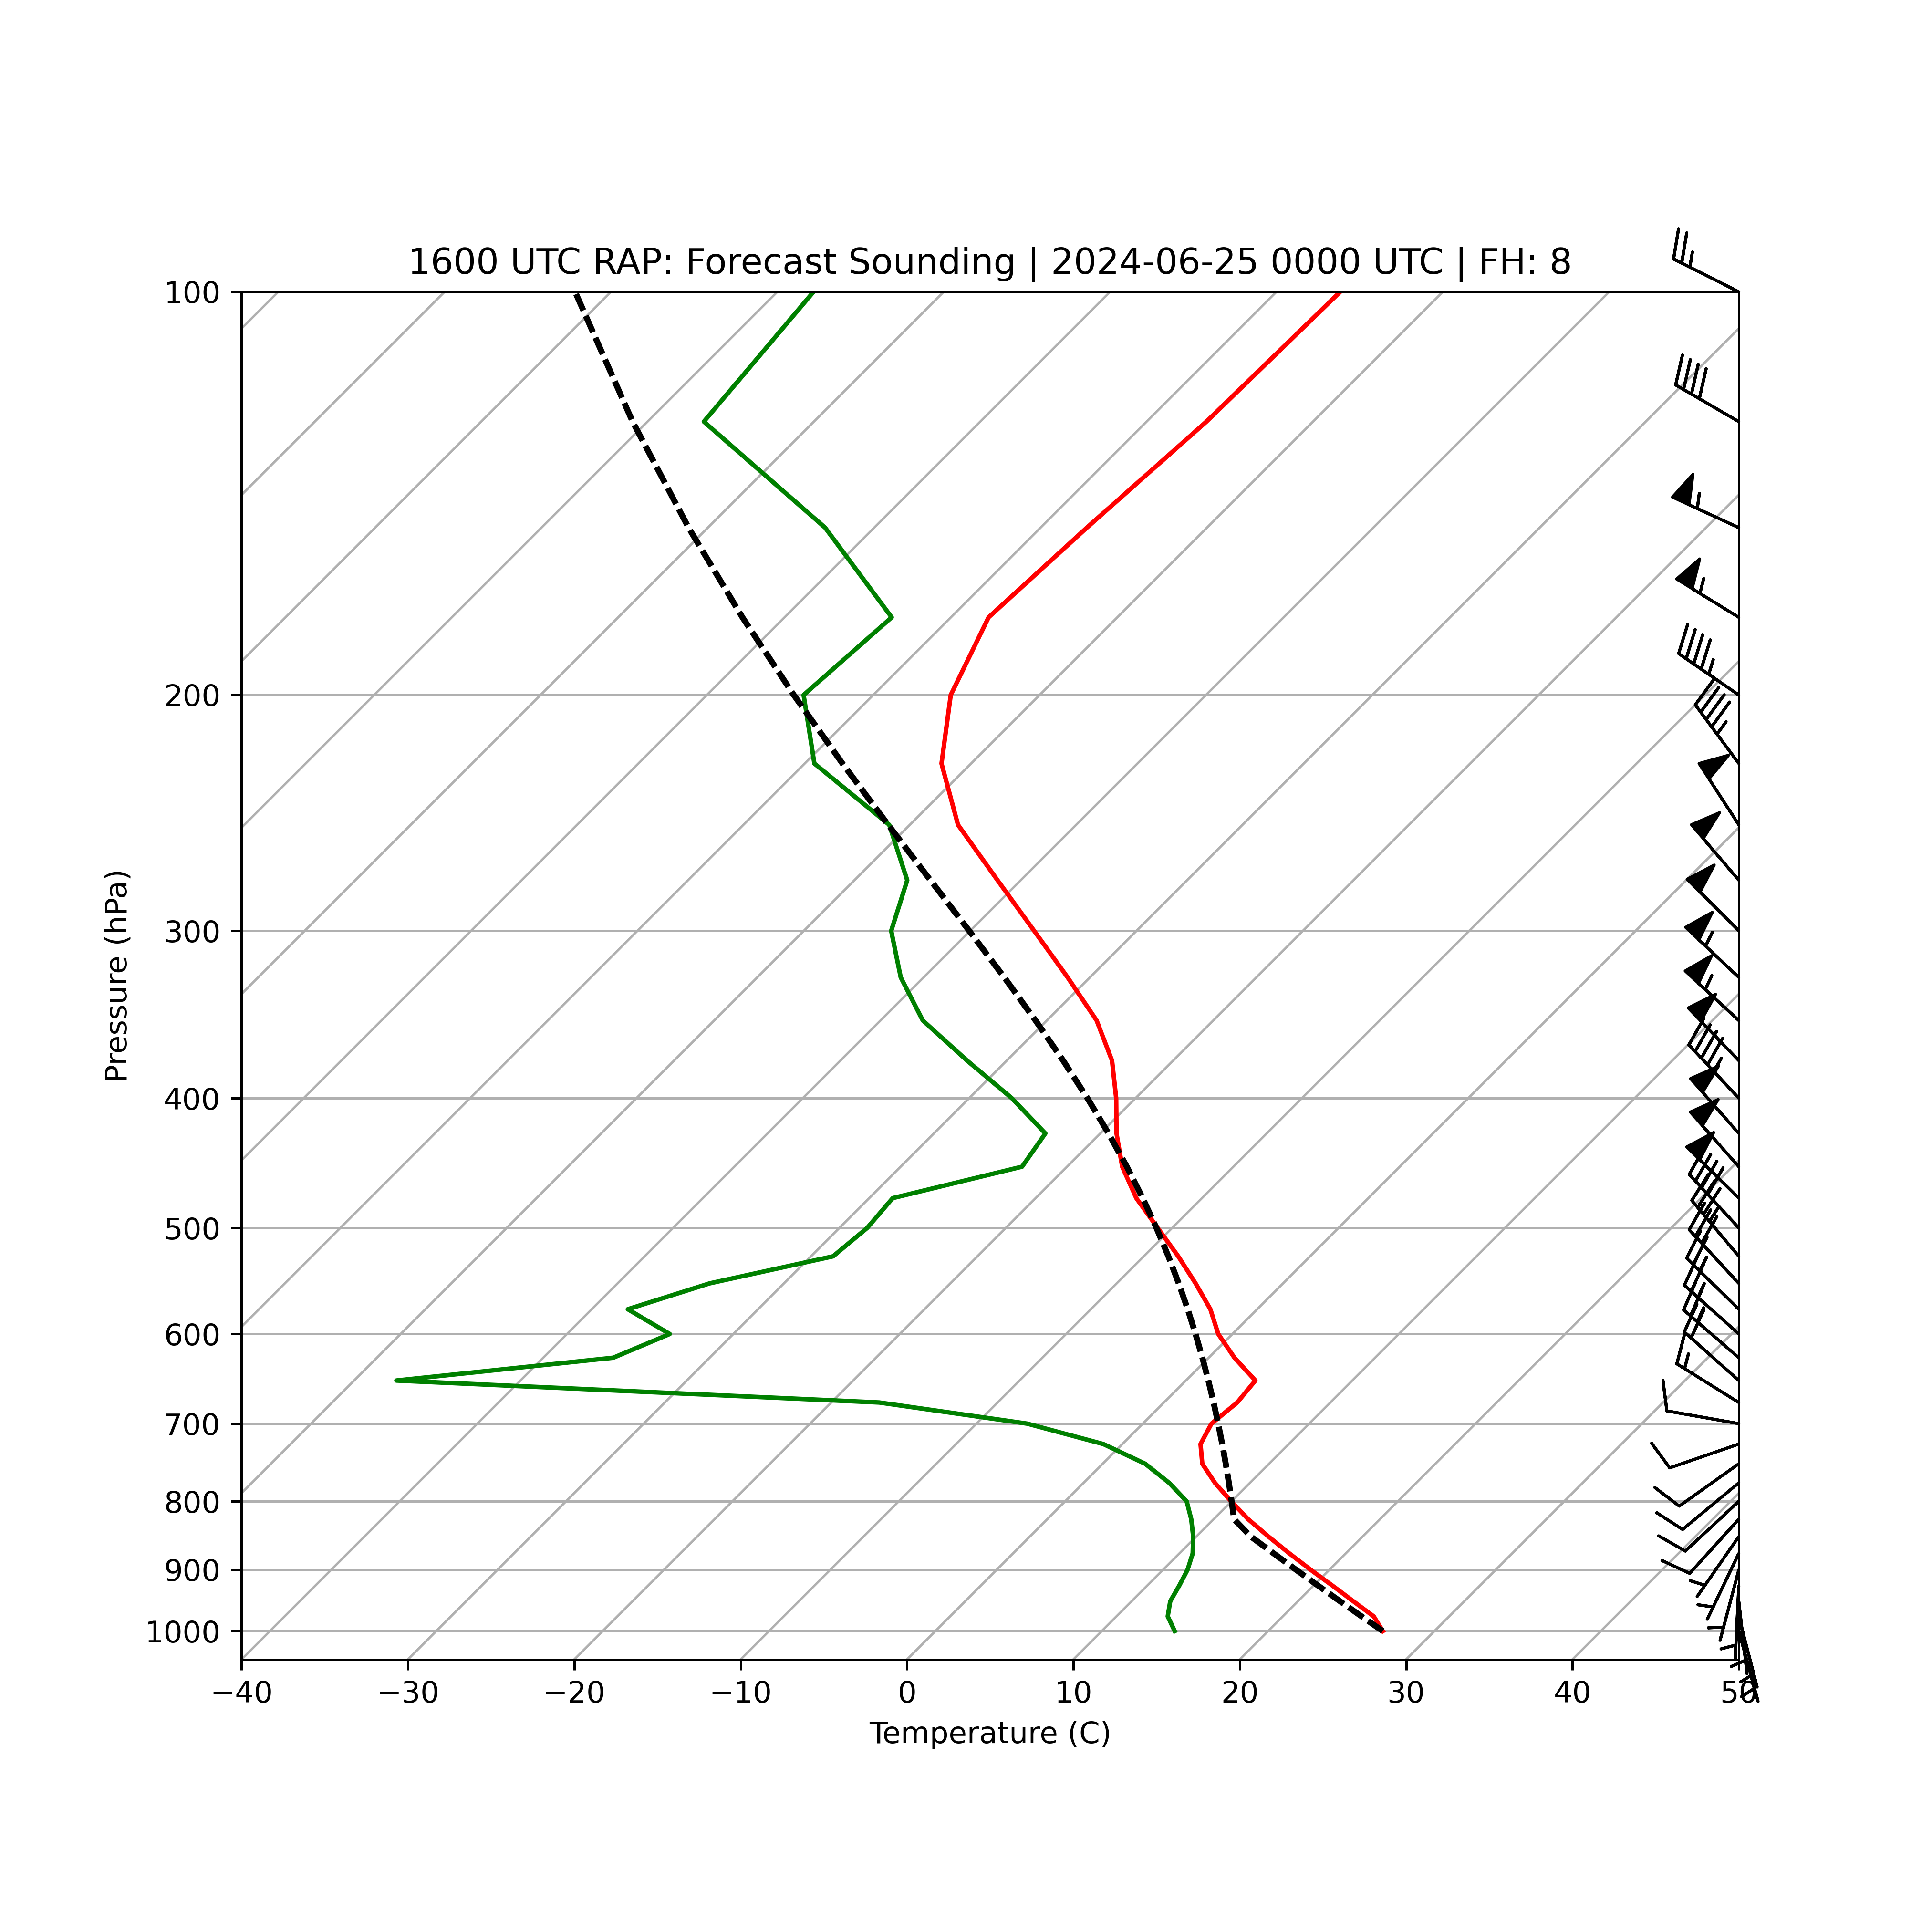 1600 UTC RAP: Forecast Sounding | 2024-06-25 0000 UTC | FH: 8
100
200
300
400
500
600
700
800
900
1000
Pressure (hPa)
−40 −30 −20 −10 0 10 20 30 40 50
Temperature (C)